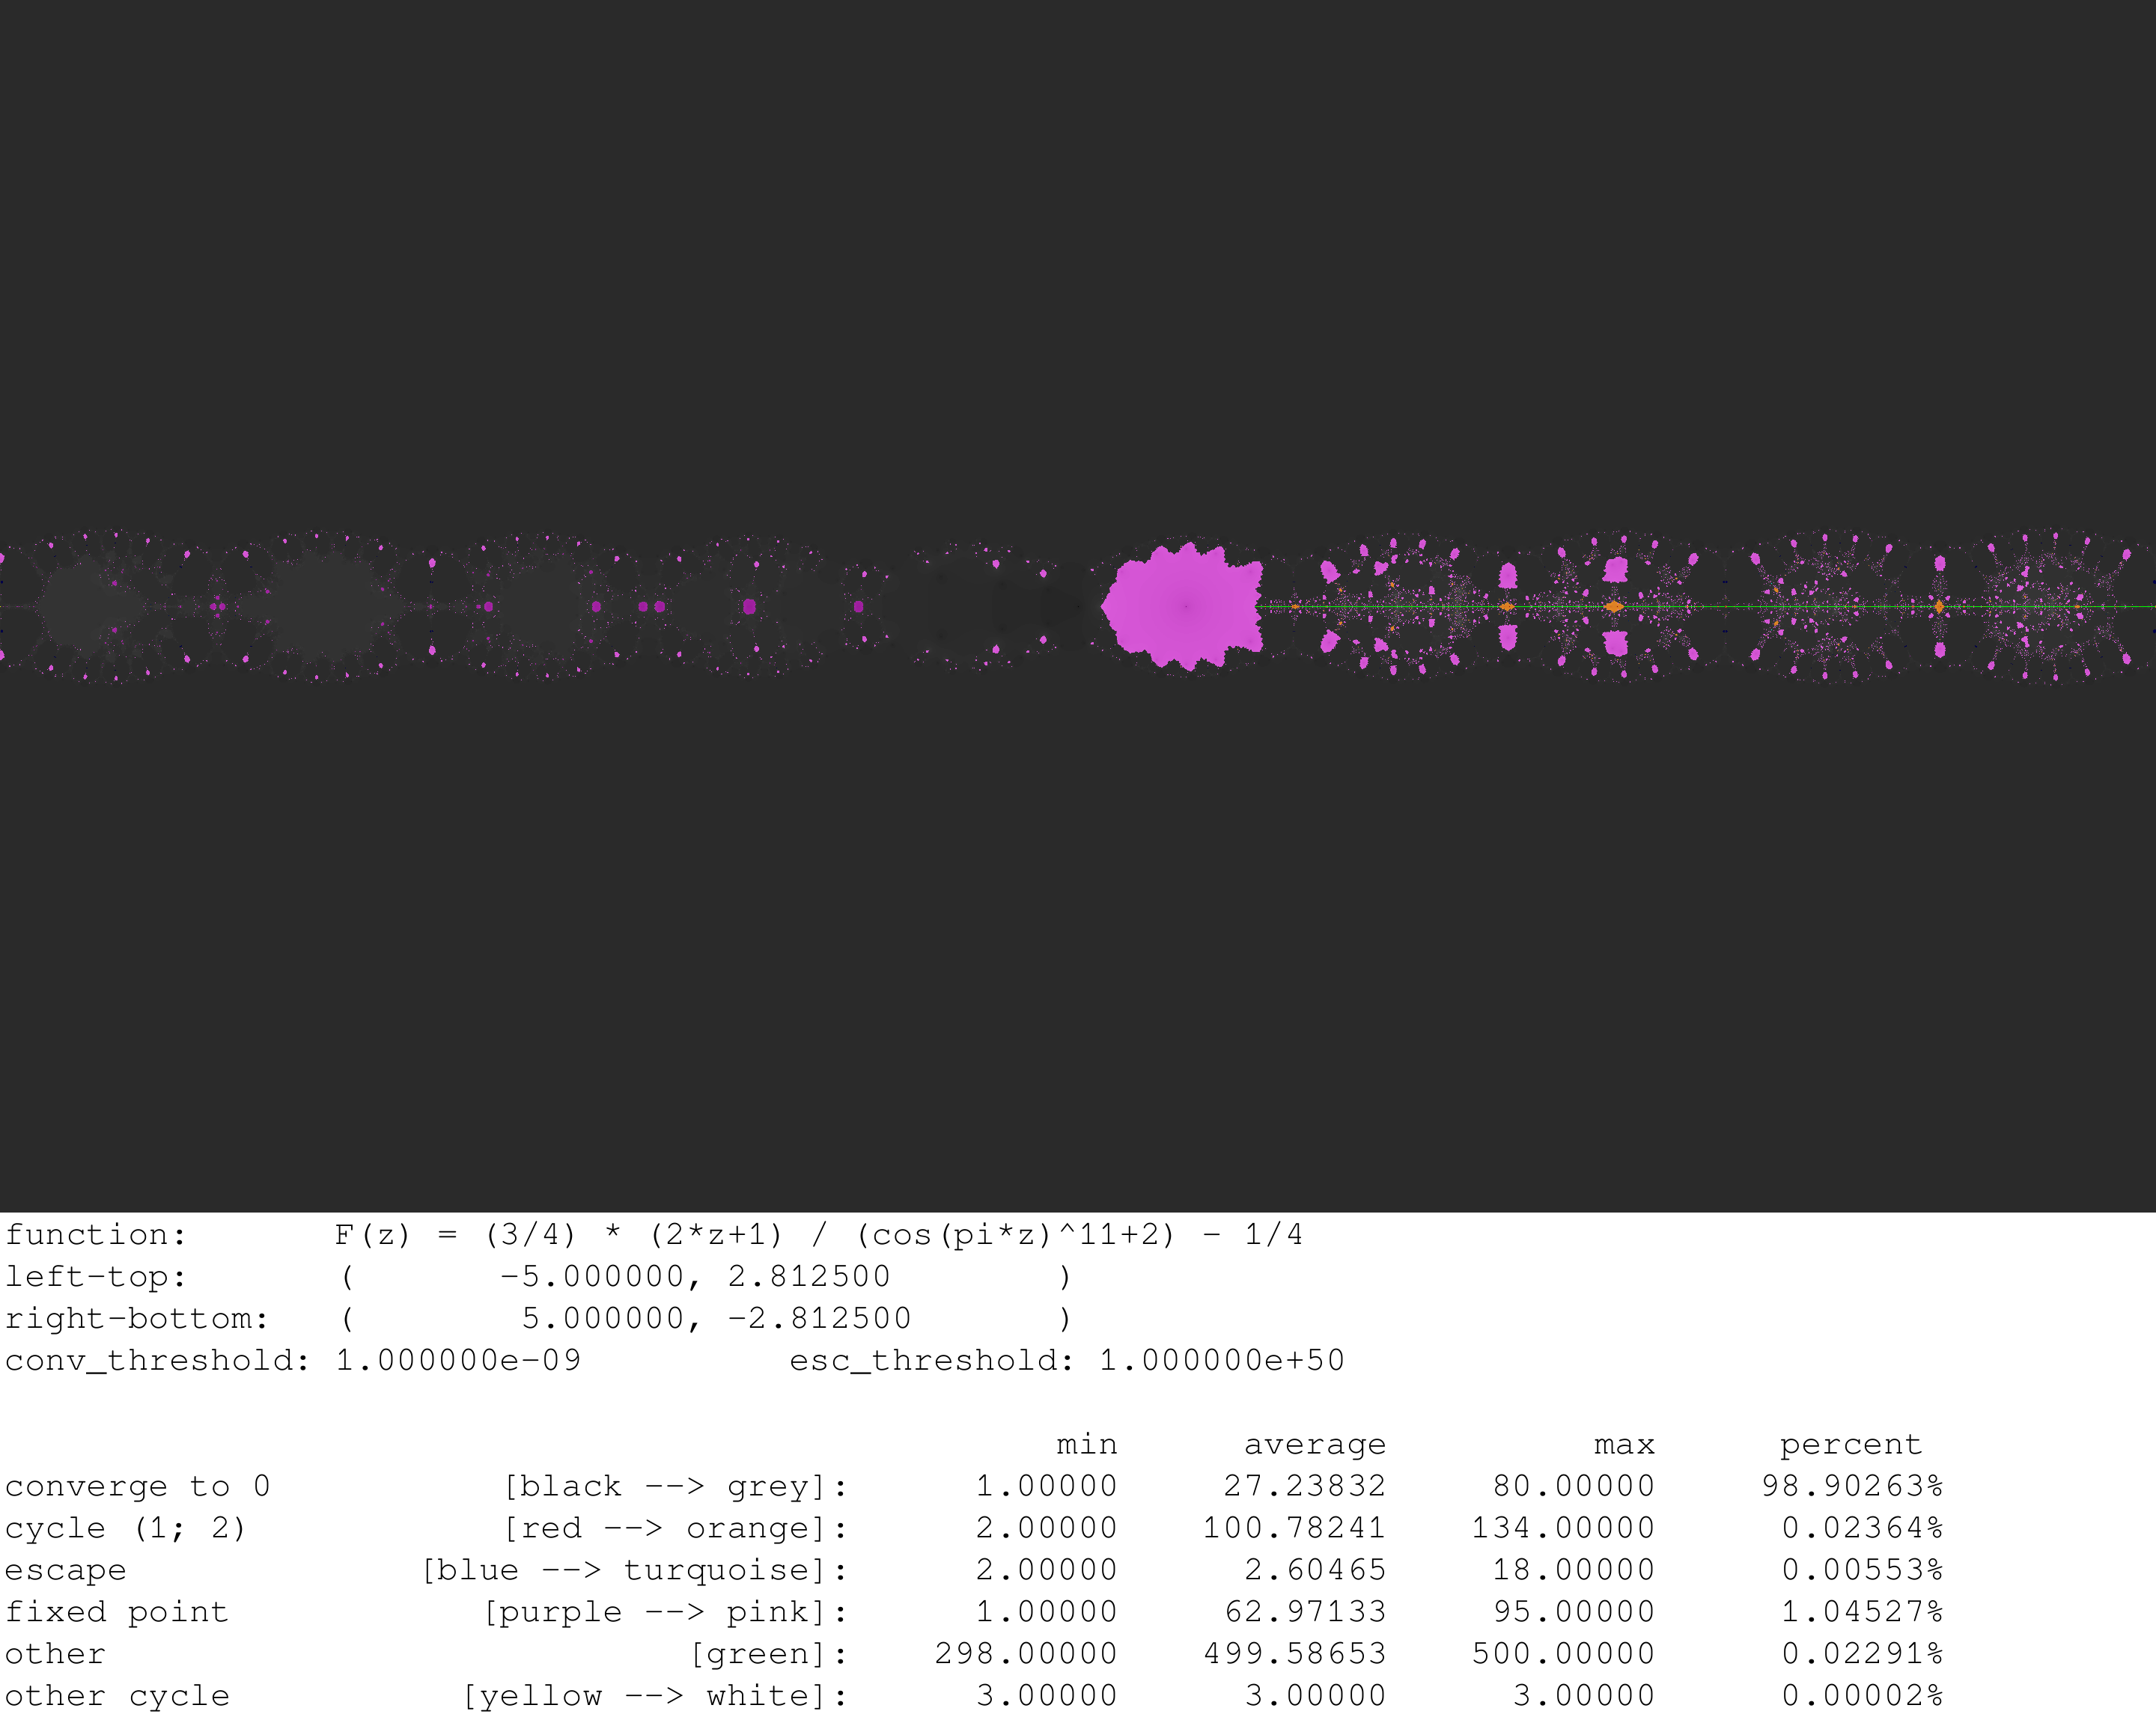 function: F(z) = (3/4) * (2*z+1) / (cos(pi*z)^11+2) - 1/4
left-top: ( -5.000000, 2.812500 )
right-bottom: ( 5.000000, -2.812500 )
conv_threshold: 1.000000e-09 esc_threshold: 1.000000e+50
min average max percent
converge to 0 [black --> grey]: 1.00000 27.23832 80.00000 98.90263%
cycle (1; 2) [red --> orange]: 2.00000 100.78241 134.00000 0.02364%
escape [blue --> turquoise]: 2.00000 2.60465 18.00000 0.00553%
fixed point [purple --> pink]: 1.00000 62.97133 95.00000 1.04527%
other [green]: 298.00000 499.58653 500.00000 0.02291%
other cycle [yellow --> white]: 3.00000 3.00000 3.00000 0.00002%